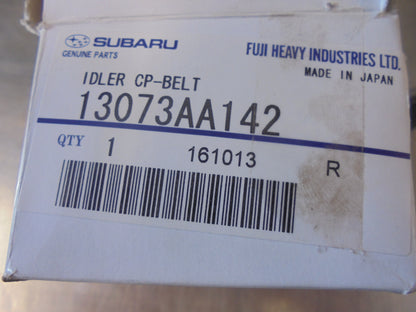 SUBARU
GENUINE PARTS
FUJI HEAVY INDUSTRIES LTD.
MADE IN JAPAN
IDLER CP-BELT
13073AA142
QTY 1 161013 R